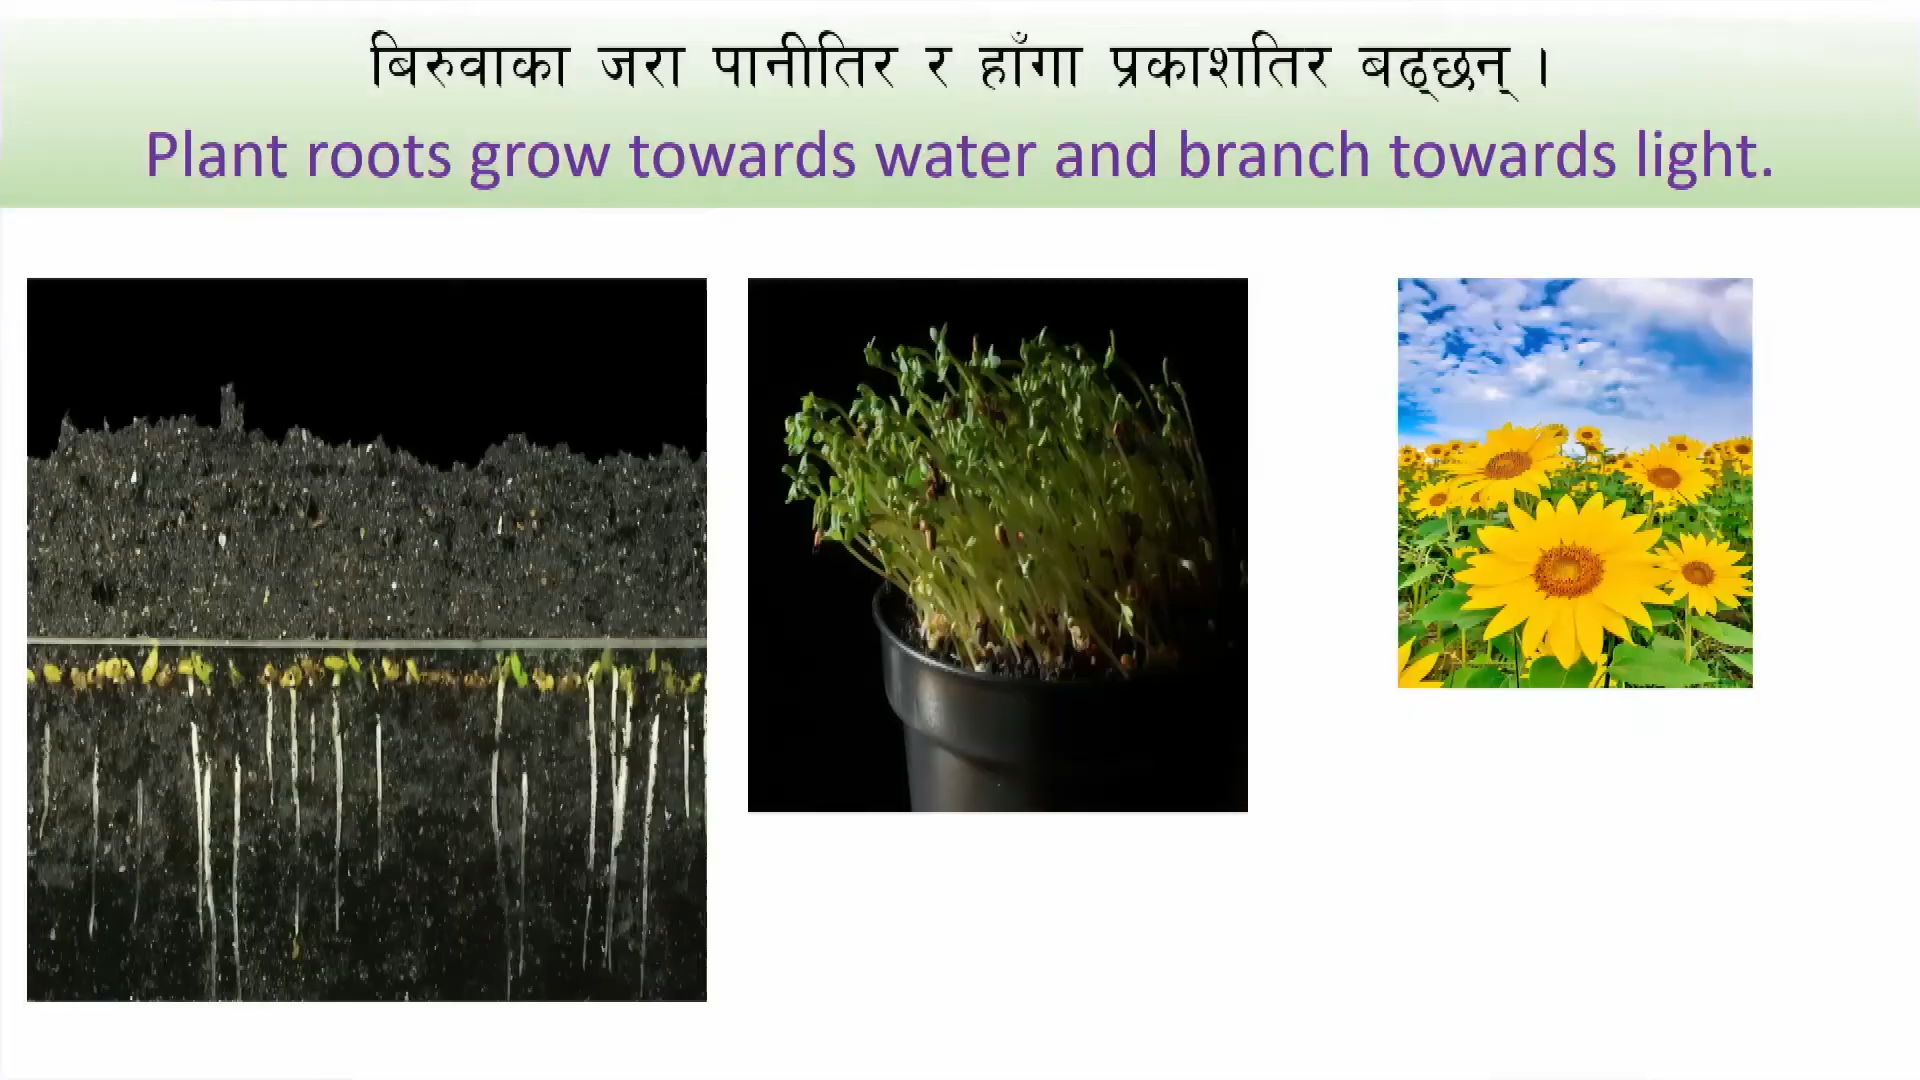 बिरुवाका जरा पानीतिर र हाँगा प्रकाशतिर बढ्छन् ।
Plant roots grow towards water and branch towards light.